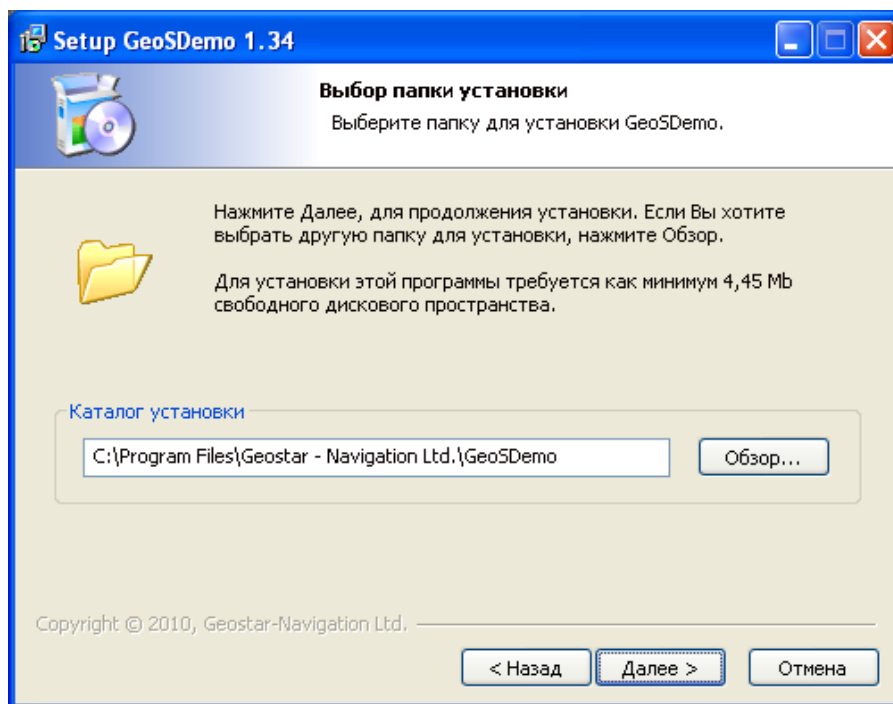 Setup GeoSDemo 1.34
Выбор папки установки
Выберите папку для установки GeoSDemo.
Нажмите Далее, для продолжения установки. Если Вы хотите
выбрать другую папку для установки, нажмите Обзор.
Для установки этой программы требуется как минимум 4,45 Mb
свободного дискового пространства.
Каталог установки
C:\Program Files\Geostar - Navigation Ltd.\GeoSDemo
Обзор...
Copyright © 2010, Geostar-Navigation Ltd.
< Назад
Далее >
Отмена